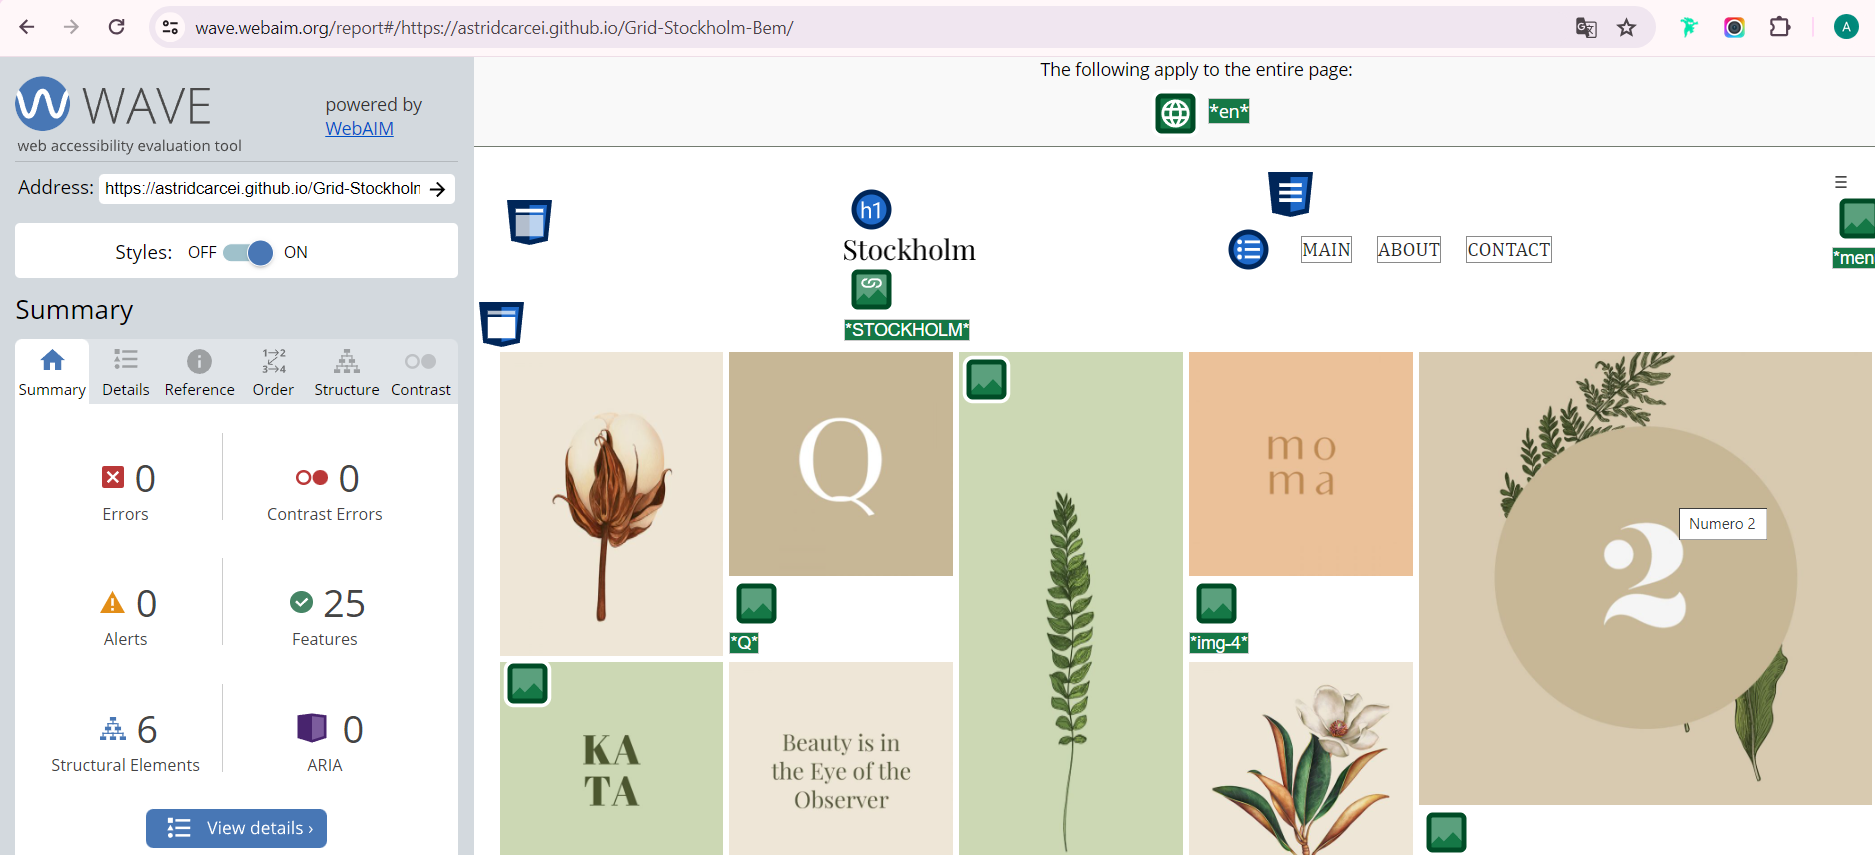 wave.webaim.org/report#/https://astridcarcei.github.io/Grid-Stockholm-Bem/
A
WAVE
powered by
WebAIM
web accessibility evaluation tool
Address: https://astridcarcei.github.io/Grid-Stockholm
Styles: OFF ON
Summary
Summary Details Reference Order Structure Contrast
0
Errors
0
Contrast Errors
0
Alerts
25
Features
6
Structural Elements
0
ARIA
View details ›
The following apply to the entire page:
*en*
h1
Stockholm
*STOCKHOLM*
MAIN ABOUT CONTACT
*men
Q
*Q*
mo
ma
*img-4*
2
Numero 2
KA
TA
Beauty is in
the Eye of the
Observer